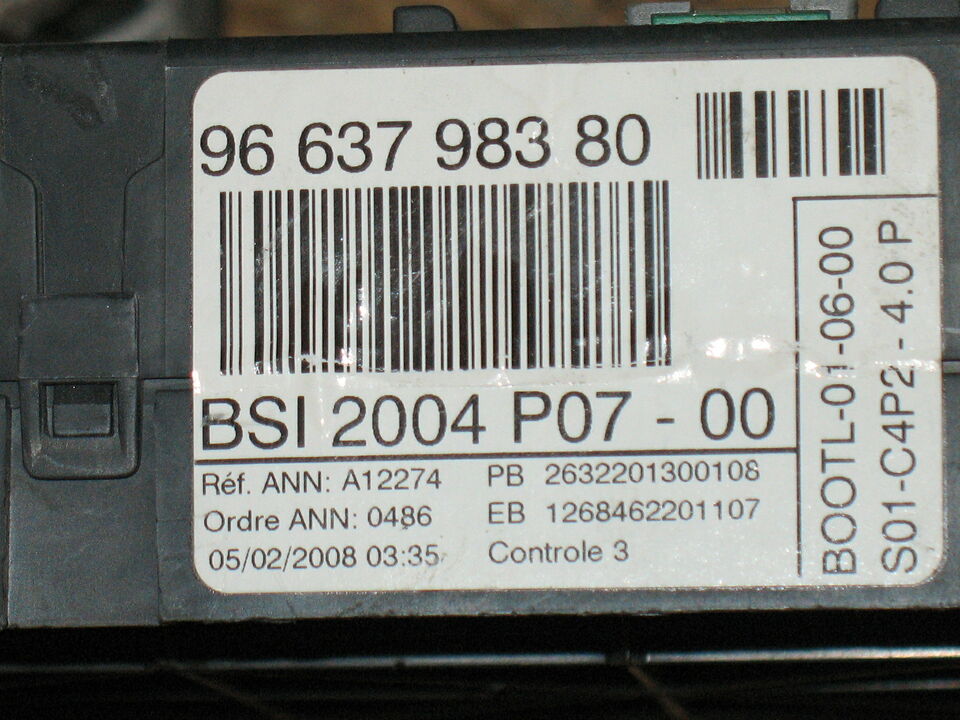 96 637 983 80
BSI 2004 P07 - 00
Réf. ANN: A12274 PB 2632201300108
Ordre ANN: 0486 EB 1268462201107
05/02/2008 03:35 Controle 3
BOOTL-01-06-00
S01-C4P2 - 4.0 P